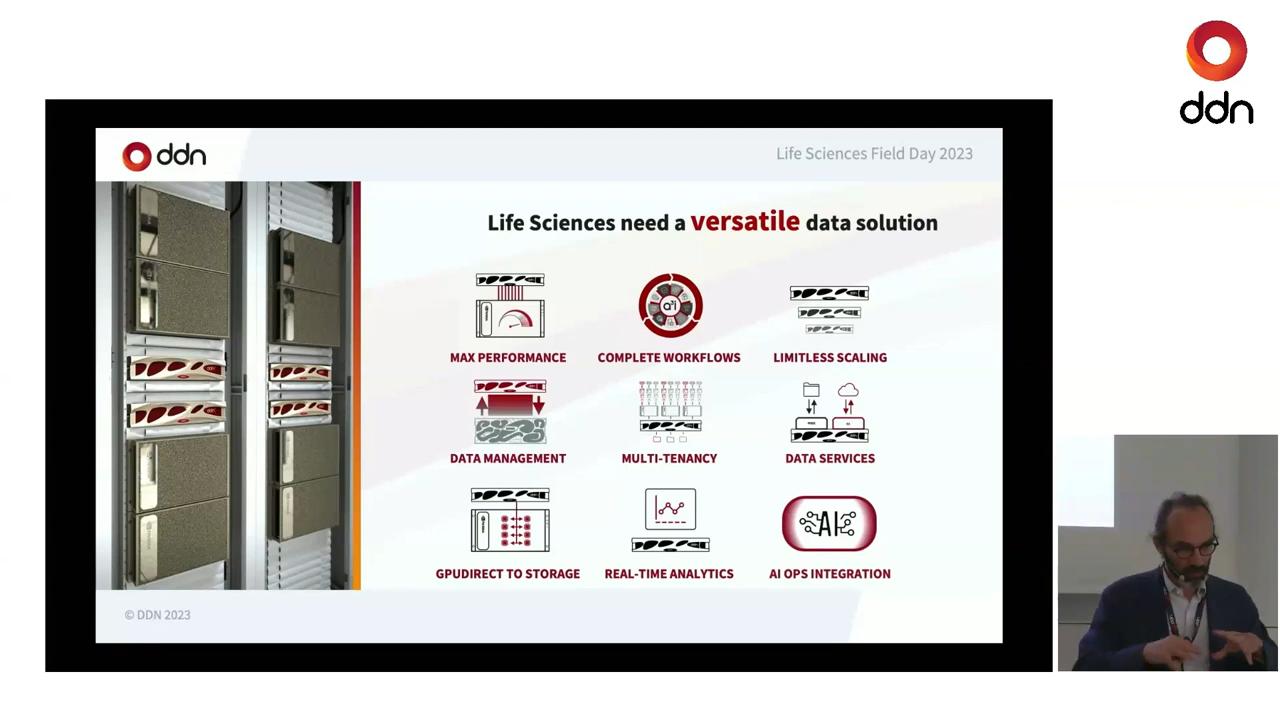 ddn
ddn
Life Sciences Field Day 2023
Life Sciences need a versatile data solution
a³i
MAX PERFORMANCE
COMPLETE WORKFLOWS
LIMITLESS SCALING
DATA MANAGEMENT
MULTI-TENANCY
DATA SERVICES
AI
GPUDIRECT TO STORAGE
REAL-TIME ANALYTICS
AI OPS INTEGRATION
© DDN 2023